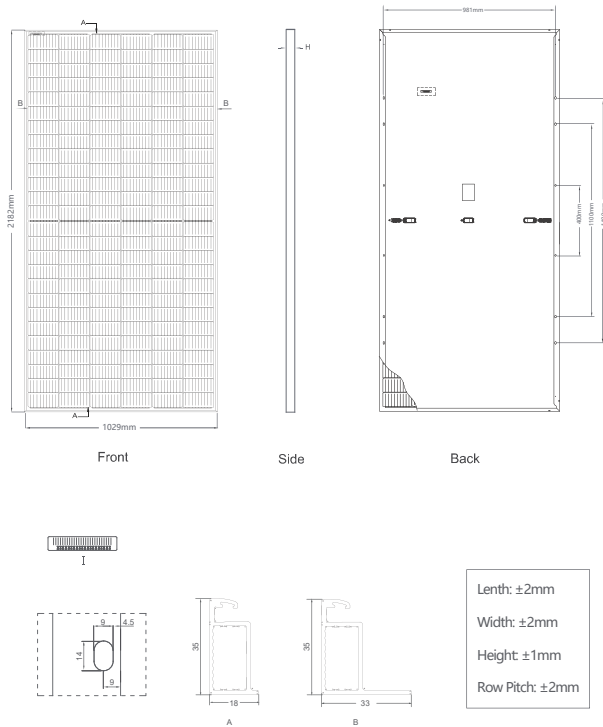 981mm
A
H
B
B
2182mm
400mm
1100mm
A
1029mm
Front
Side
Back
I
9
4.5
14
9
35
18
A
35
33
B
Lenth: ±2mm
Width: ±2mm
Height: ±1mm
Row Pitch: ±2mm